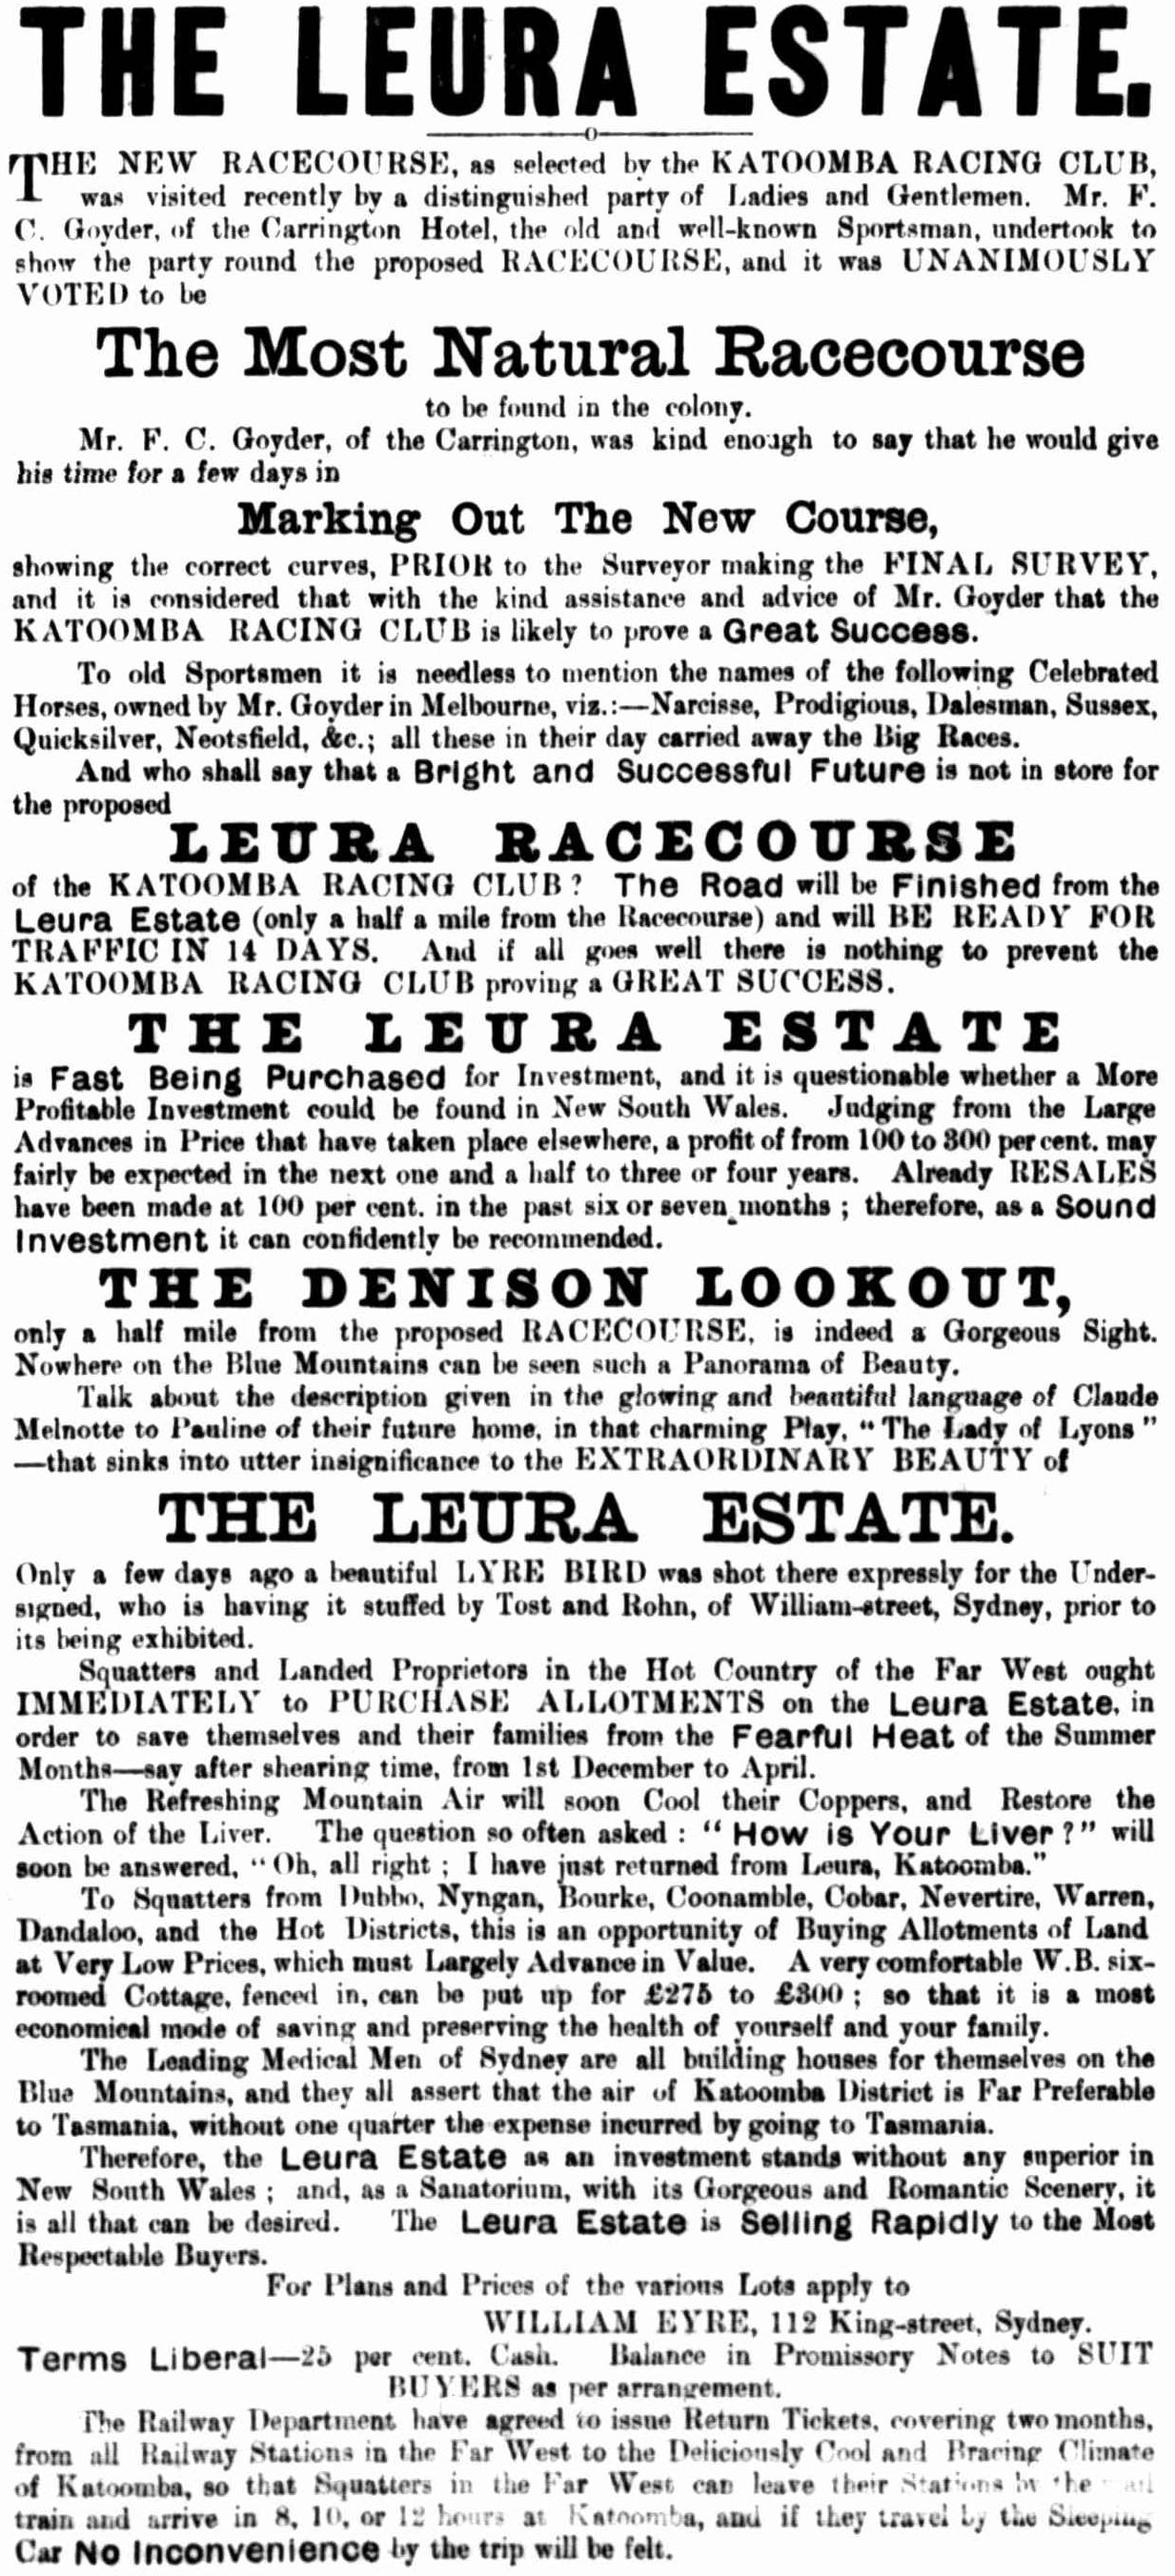 THE LEURA ESTATE.
THE NEW RACECOURSE, as selected by the KATOOMBA RACING CLUB,
was visited recently by a distinguished party of Ladies and Gentlemen. Mr. F.
C. Goyder, of the Carrington Hotel, the old and well-known Sportsman, undertook to
show the party round the proposed RACECOURSE, and it was UNANIMOUSLY
VOTED to be
The Most Natural Racecourse
to be found in the colony.
Mr. F. C. Goyder, of the Carrington, was kind enough to say that he would give
his time for a few days in
Marking Out The New Course,
showing the correct curves, PRIOR to the Surveyor making the FINAL SURVEY,
and it is considered that with the kind assistance and advice of Mr. Goyder that the
KATOOMBA RACING CLUB is likely to prove a Great Success.
To old Sportsmen it is needless to mention the names of the following Celebrated
Horses, owned by Mr. Goyder in Melbourne, viz.:—Narcisse, Prodigious, Dalesman, Sussex,
Quicksilver, Neotsfield, &c.; all these in their day carried away the Big Races.
And who shall say that a Bright and Successful Future is not in store for
the proposed
LEURA RACECOURSE
of the KATOOMBA RACING CLUB? The Road will be Finished from the
Leura Estate (only a half a mile from the Racecourse) and will BE READY FOR
TRAFFIC IN 14 DAYS. And if all goes well there is nothing to prevent the
KATOOMBA RACING CLUB proving a GREAT SUCCESS.
THE LEURA ESTATE
is Fast Being Purchased for Investment, and it is questionable whether a More
Profitable Investment could be found in New South Wales. Judging from the Large
Advances in Price that have taken place elsewhere, a profit of from 100 to 300 per cent. may
fairly be expected in the next one and a half to three or four years. Already RESALES
have been made at 100 per cent. in the past six or seven months ; therefore, as a Sound
Investment it can confidently be recommended.
THE DENISON LOOKOUT,
only a half mile from the proposed RACECOURSE, is indeed a Gorgeous Sight.
Nowhere on the Blue Mountains can be seen such a Panorama of Beauty.
Talk about the description given in the glowing and beautiful language of Claude
Melnotte to Pauline of their future home, in that charming Play, "The Lady of Lyons"
—that sinks into utter insignificance to the EXTRAORDINARY BEAUTY of
THE LEURA ESTATE.
Only a few days ago a beautiful LYRE BIRD was shot there expressly for the Under-
signed, who is having it stuffed by Tost and Rohn, of William-street, Sydney, prior to
its being exhibited.
Squatters and Landed Proprietors in the Hot Country of the Far West ought
IMMEDIATELY to PURCHASE ALLOTMENTS on the Leura Estate, in
order to save themselves and their families from the Fearful Heat of the Summer
Months—say after shearing time, from 1st December to April.
The Refreshing Mountain Air will soon Cool their Coppers, and Restore the
Action of the Liver. The question so often asked : "How is Your Liver?" will
soon be answered, "Oh, all right ; I have just returned from Leura, Katoomba."
To Squatters from Dubbo, Nyngan, Bourke, Coonamble, Cobar, Nevertire, Warren,
Dandaloo, and the Hot Districts, this is an opportunity of Buying Allotments of Land
at Very Low Prices, which must Largely Advance in Value. A very comfortable W.B. six-
roomed Cottage, fenced in, can be put up for £275 to £300 ; so that it is a most
economical mode of saving and preserving the health of yourself and your family.
The Leading Medical Men of Sydney are all building houses for themselves on the
Blue Mountains, and they all assert that the air of Katoomba District is Far Preferable
to Tasmania, without one quarter the expense incurred by going to Tasmania.
Therefore, the Leura Estate as an investment stands without any superior in
New South Wales ; and, as a Sanatorium, with its Gorgeous and Romantic Scenery, it
is all that can be desired. The Leura Estate is Selling Rapidly to the Most
Respectable Buyers.
For Plans and Prices of the various Lots apply to
WILLIAM EYRE, 112 King-street, Sydney.
Terms Liberal—25 per cent. Cash. Balance in Promissory Notes to SUIT
BUYERS as per arrangement.
The Railway Department have agreed to issue Return Tickets, covering two months,
from all Railway Stations in the Far West to the Deliciously Cool and Bracing Climate
of Katoomba, so that Squatters in the Far West can leave their Stations by the
train and arrive in 8, 10, or 12 hours at Katoomba, and if they travel by the Sleeping
Car No Inconvenience by the trip will be felt.